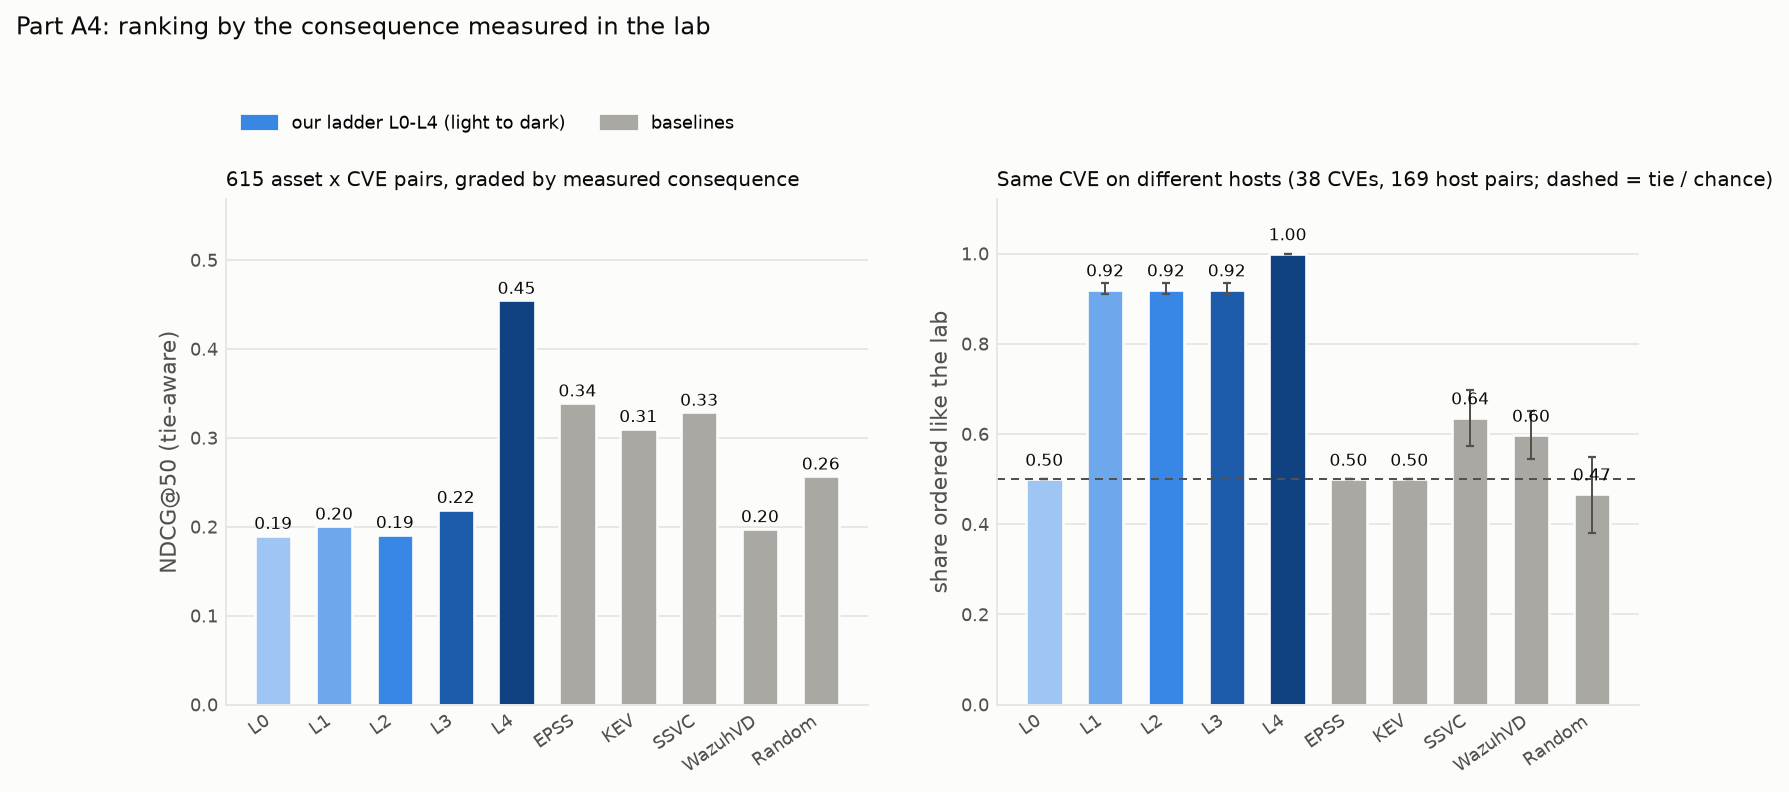 Part A4: ranking by the consequence measured in the lab
our ladder L0-L4 (light to dark)
baselines
615 asset x CVE pairs, graded by measured consequence
NDCG@50 (tie-aware)
0.5
0.4
0.3
0.2
0.1
0.0
0.19
0.20
0.19
0.22
0.45
0.34
0.31
0.33
0.20
0.26
L0
L1
L2
L3
L4
EPSS
KEV
SSVC
WazuhVD
Random
Same CVE on different hosts (38 CVEs, 169 host pairs; dashed = tie / chance)
share ordered like the lab
1.0
0.8
0.6
0.4
0.2
0.0
0.50
0.92
0.92
0.92
1.00
0.50
0.50
0.64
0.60
0.47
L0
L1
L2
L3
L4
EPSS
KEV
SSVC
WazuhVD
Random